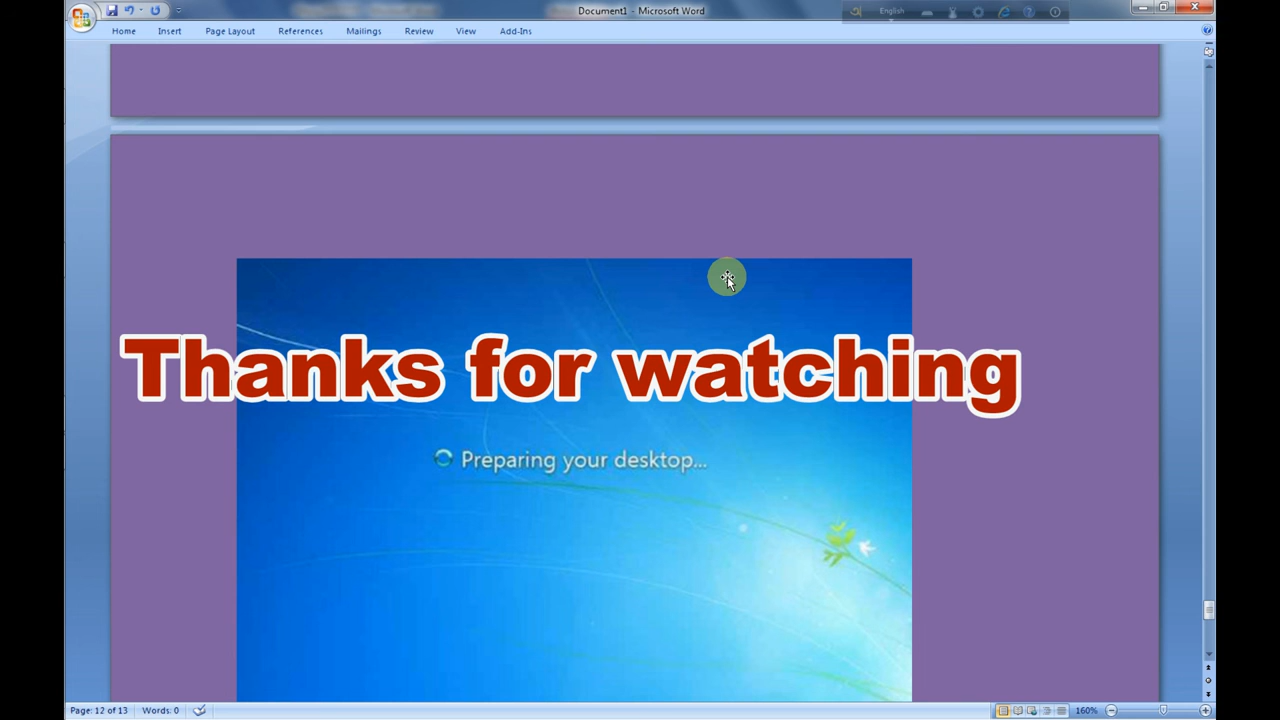 Document1 - Microsoft Word
English
Home Insert Page Layout References Mailings Review View Add-Ins
Thanks for watching
Preparing your desktop...
Page: 12 of 13 Words: 0 160%